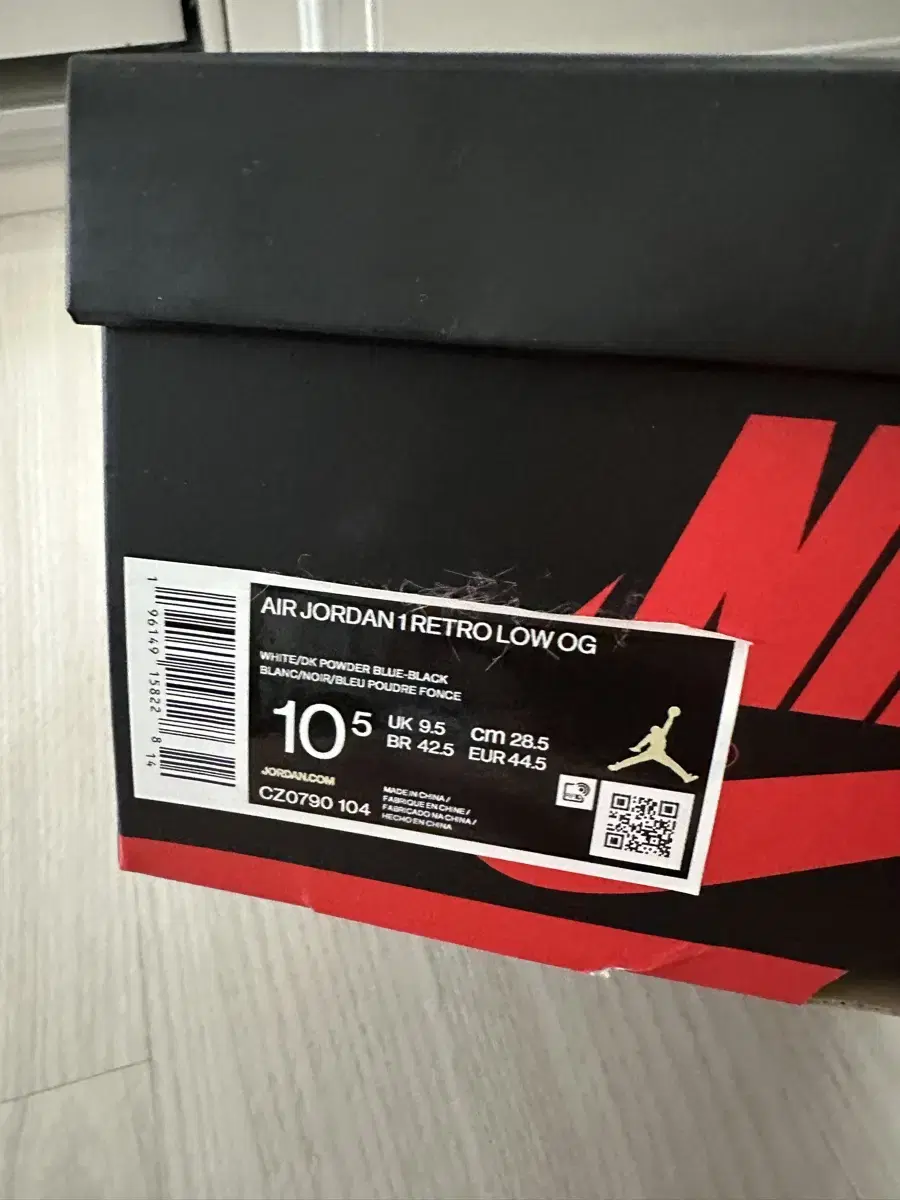 NI
AIR JORDAN 1 RETRO LOW OG
WHITE/DK POWDER BLUE-BLACK
BLANC/NOIR/BLEU POUDRE FONCE
10 5
UK 9.5 cm 28.5
BR 42.5 EUR 44.5
JORDAN.COM
CZ0790 104
MADE IN CHINA /
FABRIQUE EN CHINE /
FABRICADO NA CHINA /
HECHO EN CHINA
1 96149 15822 8 14